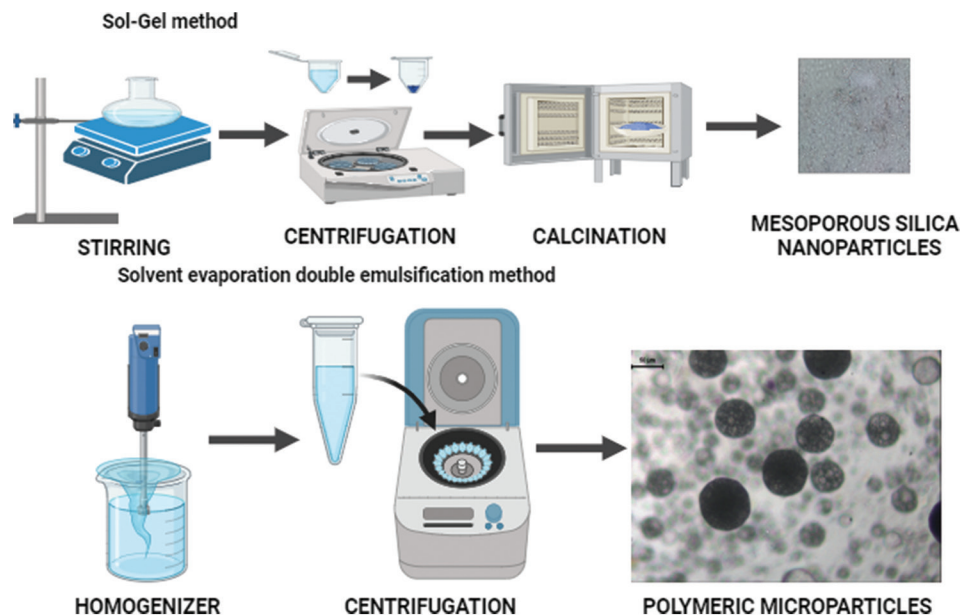 Sol-Gel method
STIRRING
CENTRIFUGATION
CALCINATION
MESOPOROUS SILICA
NANOPARTICLES
Solvent evaporation double emulsification method
HOMOGENIZER
CENTRIFUGATION
POLYMERIC MICROPARTICLES